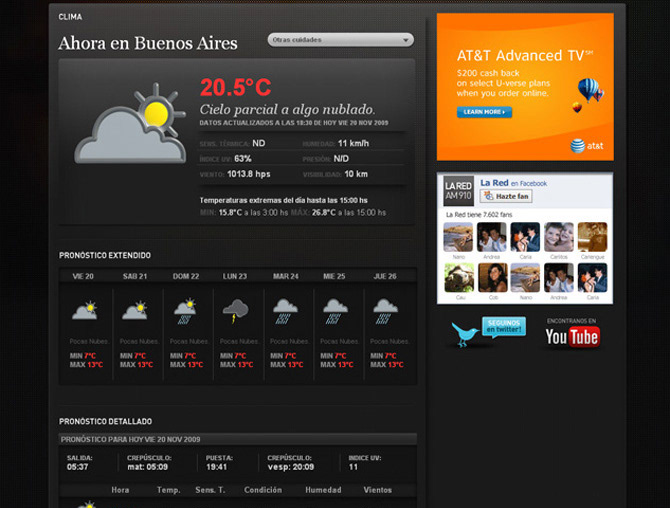 CLIMA
Ahora en Buenos Aires
Otras cuidades
20.5°C
Cielo parcial a algo nublado.
DATOS ACTUALIZADOS A LAS 18:30 DE HOY VIE 20 NOV 2009
SENS. TÉRMICA: ND HUMEDAD: 11 km/h
ÍNDICE UV: 63% PRESIÓN: N/D
VIENTO: 1013.8 hps VISIBILIDAD: 10 km
Temperaturas extremas del día hasta las 15:00 hs
MIN: 15.8°C a las 3:00 hs MÁX: 26.8°C a las 15:00 hs
PRONÓSTICO EXTENDIDO
VIE 20 SAB 21 DOM 22 LUN 23 MAR 24 MIE 25 JUE 26
Pocas Nubes. Pocas Nubes. Pocas Nubes. Pocas Nubes. Pocas Nubes. Pocas Nubes. Pocas Nubes.
MIN 7°C MIN 7°C MIN 7°C MIN 7°C MIN 7°C MIN 7°C MIN 7°C
MAX 13°C MAX 13°C MAX 13°C MAX 13°C MAX 13°C MAX 13°C MAX 13°C
PRONÓSTICO DETALLADO
PRONÓSTICO PARA HOY VIE 20 NOV 2009
SALIDA: CREPÚSCULO: PUESTA: CREPÚSCULO: INDICE UV:
05:37 mat: 05:09 19:41 vesp: 20:09 11
Hora Temp. Sens. T. Condición Humedad Vientos
AT&T Advanced TV
$200 cash back
on select U-verse plans
when you order online.
LEARN MORE
at&t
LA RED
AM 910
La Red en Facebook
Hazte fan
La Red tiene 7.602 fans
Nano Andrea Carla Carlitos Cantengue
Cau Cob Nano Andrea Carla
SEGUINOS
en twitter!
ENCONTRANOS EN
YouTube